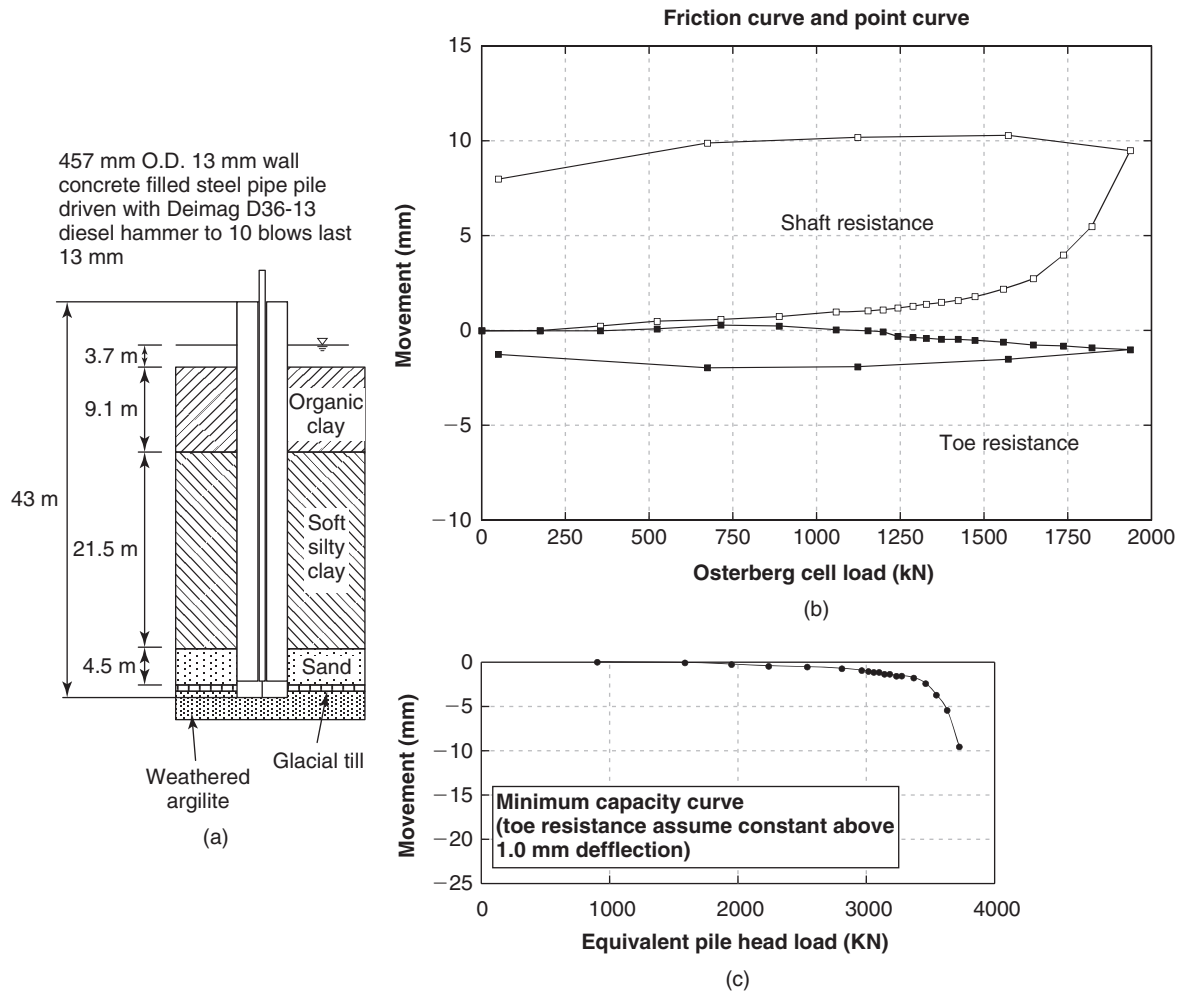 457 mm O.D. 13 mm wall
concrete filled steel pipe pile
driven with Deimag D36-13
diesel hammer to 10 blows last
13 mm
3.7 m
9.1 m
43 m
21.5 m
4.5 m
Organic
clay
Soft
silty
clay
Sand
Weathered
argilite
Glacial till
(a)
Friction curve and point curve
15
10
5
0
−5
−10
Movement (mm)
Shaft resistance
Toe resistance
0 250 500 750 1000 1250 1500 1750 2000
Osterberg cell load (kN)
(b)
0
−5
−10
−15
−20
−25
Movement (mm)
Minimum capacity curve
(toe resistance assume constant above
1.0 mm defflection)
0 1000 2000 3000 4000
Equivalent pile head load (KN)
(c)